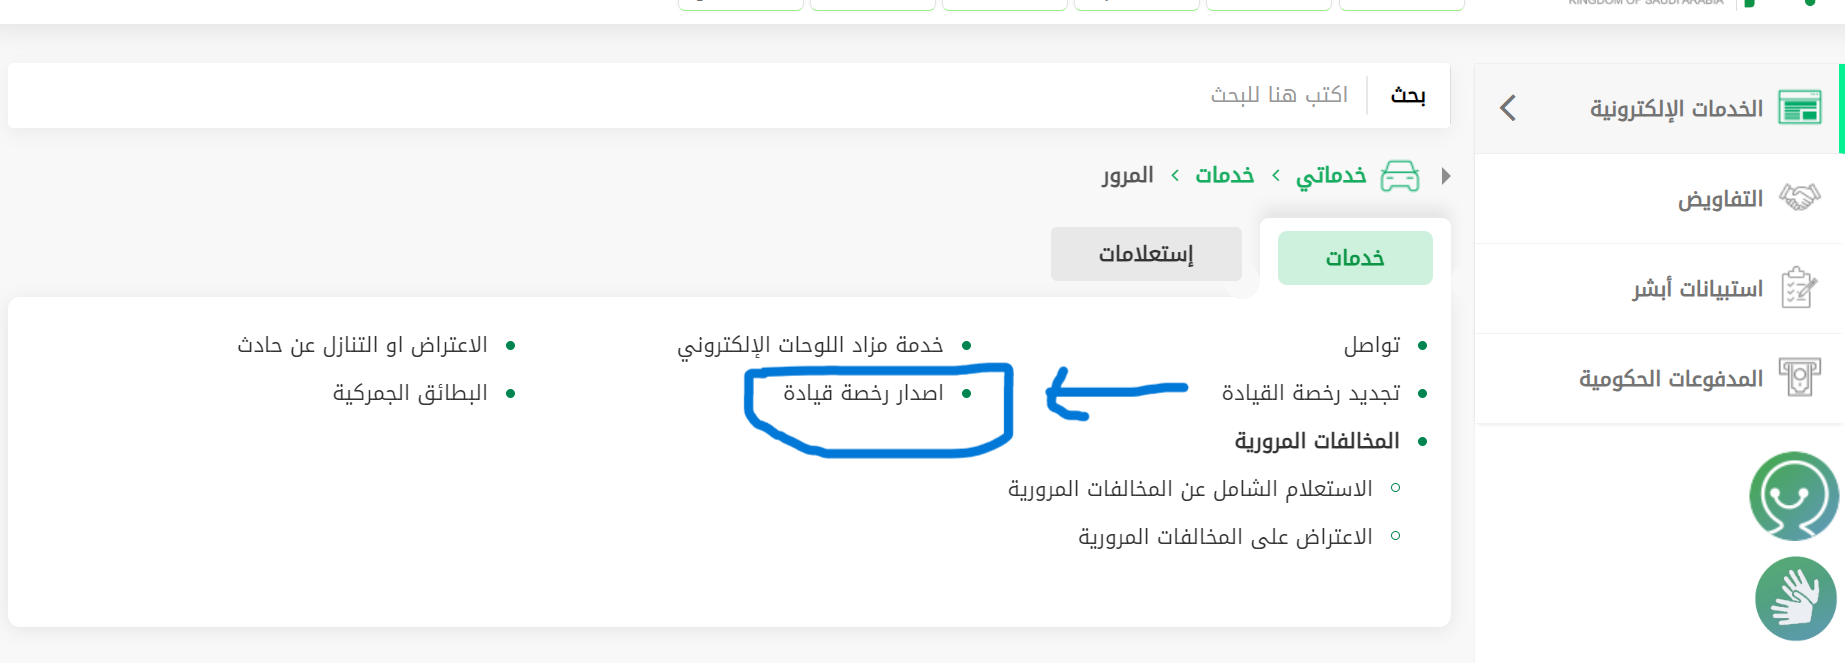 KINGDOM OF SAUDI ARABIA
الخدمات الإلكترونية
التفاويض
استبيانات أبشر
المدفوعات الحكومية
بحث اكتب هنا للبحث
خدماتي > خدمات > المرور
خدمات
إستعلامات
تواصل
تجديد رخصة القيادة
المخالفات المرورية
الاستعلام الشامل عن المخالفات المرورية
الاعتراض على المخالفات المرورية
خدمة مزاد اللوحات الإلكتروني
اصدار رخصة قيادة
الاعتراض او التنازل عن حادث
البطائق الجمركية